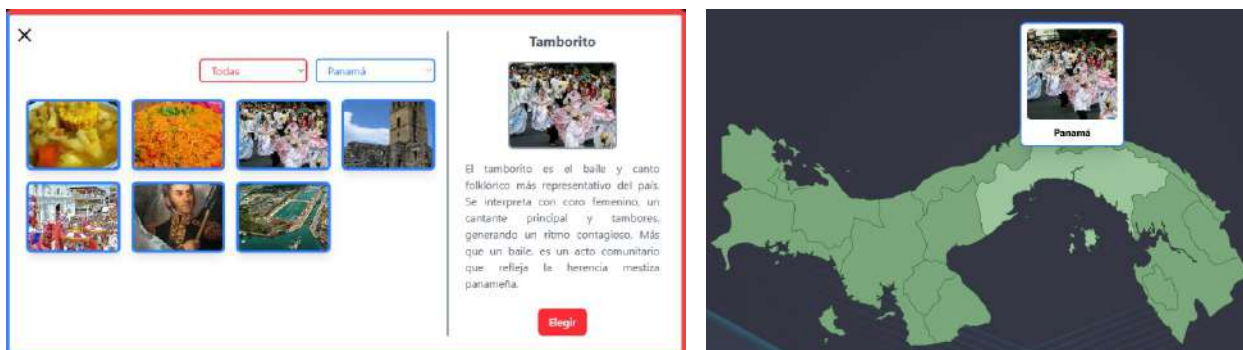 Todas
Panamá
Tamborito
El tamborito es el baile y canto
folklórico más representativo del país.
Se interpreta con coro femenino, un
cantante principal y tambores,
generando un ritmo contagioso. Más
que un baile, es un acto comunitario
que refleja la herencia mestiza
panameña.
Elegir
Panamá